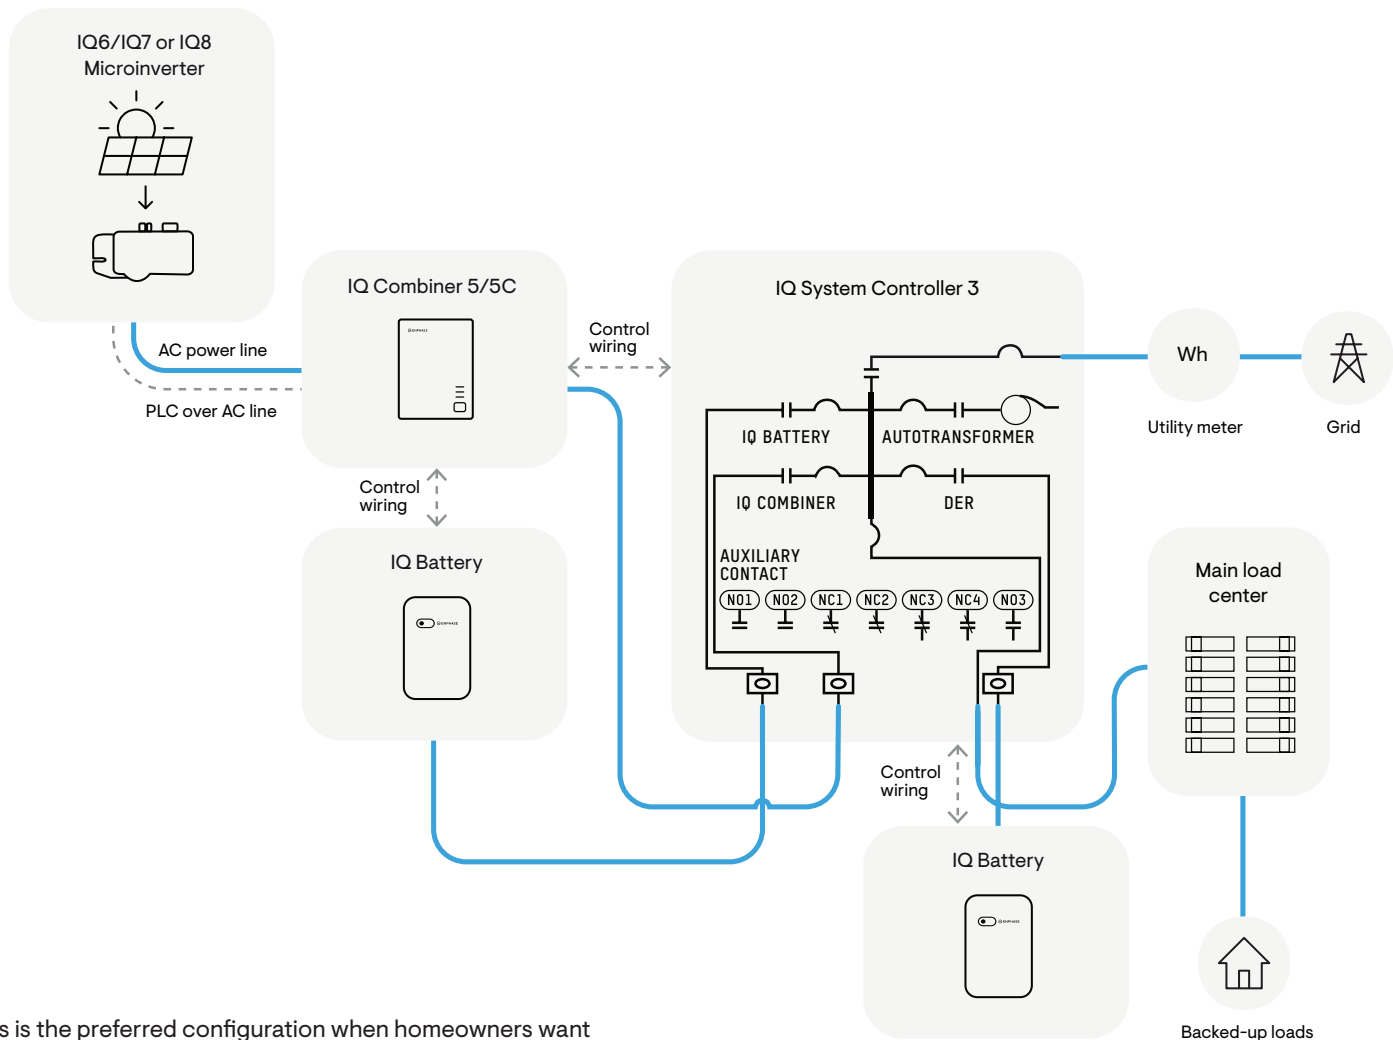 IQ6/IQ7 or IQ8
Microinverter
AC power line
PLC over AC line
IQ Combiner 5/5C
ENPHASE
Control
wiring
Control
wiring
IQ Battery
ENPHASE
IQ System Controller 3
IQ BATTERY
AUTOTRANSFORMER
IQ COMBINER
DER
AUXILIARY
CONTACT
NO1
NO2
NC1
NC2
NC3
NC4
NO3
Wh
Utility meter
Grid
Main load
center
Control
wiring
IQ Battery
ENPHASE
Backed-up loads
s is the preferred configuration when homeowners want